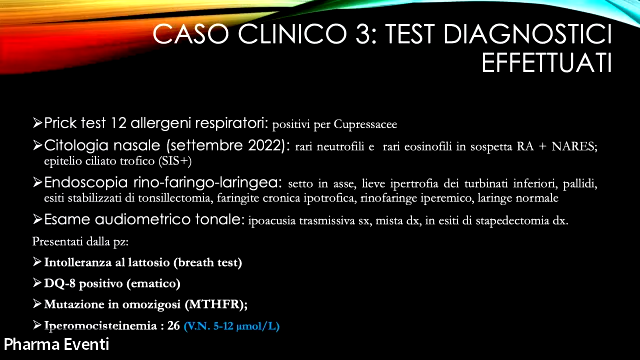 CASO CLINICO 3: TEST DIAGNOSTICI
EFFETTUATI
➢Prick test 12 allergeni respiratori: positivi per Cupressacee
➢Citologia nasale (settembre 2022): rari neutrofili e rari eosinofili in sospetta RA + NARES;
epitelio ciliato trofico (SIS+)
➢Endoscopia rino-faringo-laringea: setto in asse, lieve ipertrofia dei turbinati inferiori, pallidi,
esiti stabilizzati di tonsillectomia, faringite cronica ipotrofica, rinofaringe iperemico, laringe normale
➢Esame audiometrico tonale: ipoacusia trasmissiva sx, mista dx, in esiti di stapedectomia dx.
Presentati dalla pz:
➢Intolleranza al lattosio (breath test)
➢DQ-8 positivo (ematico)
➢Mutazione in omozigosi (MTHFR);
➢Iperomocisteinemia : 26 (V.N. 5-12 µmol/L)
Pharma Eventi